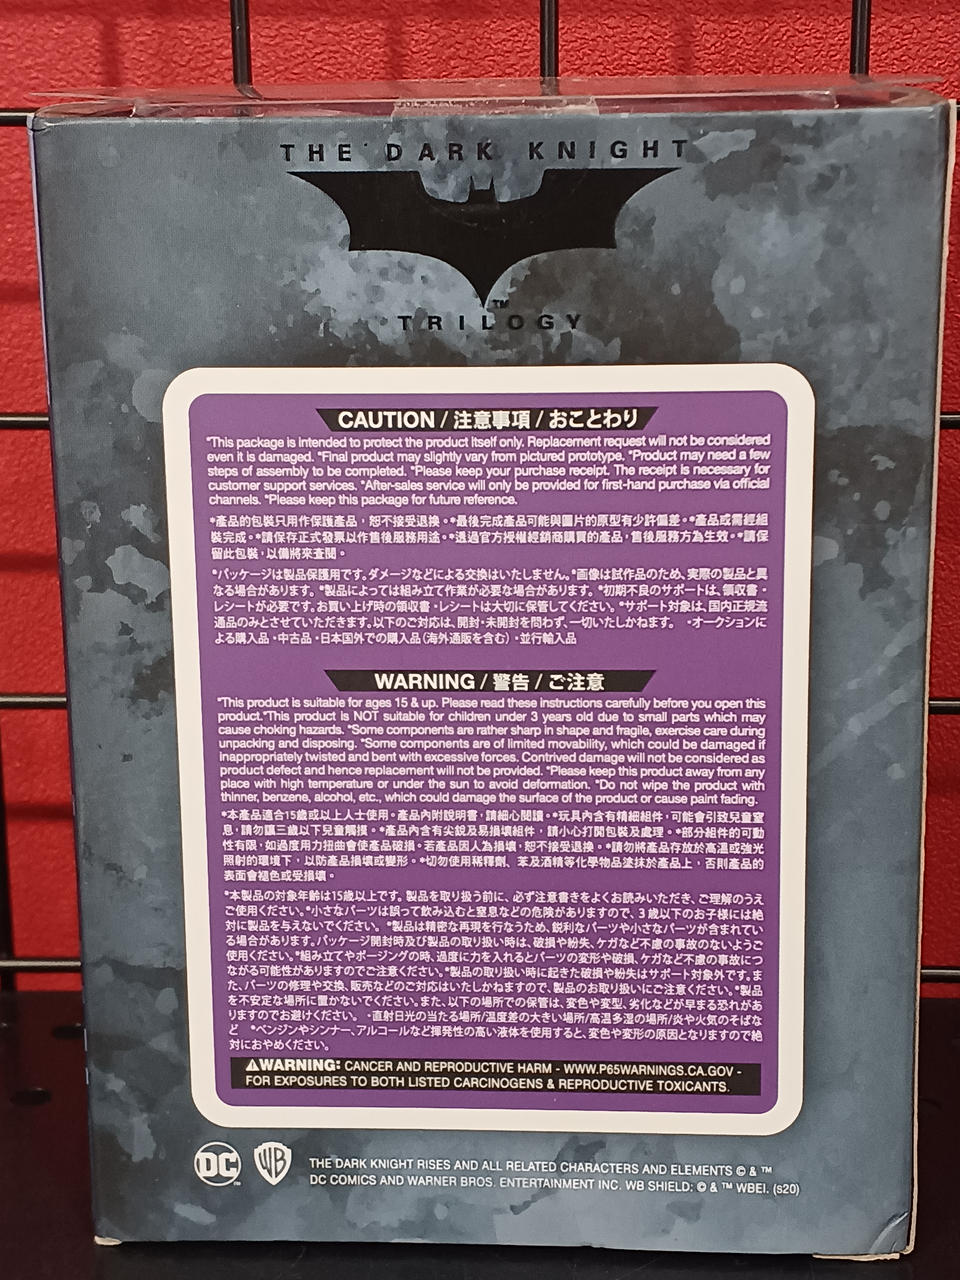 THE DARK KNIGHT
TM
TRILOGY
CAUTION / 注意事項 / おことわり
*This package is intended to protect the product itself only. Replacement request will not be considered
even it is damaged. *Final product may slightly vary from pictured prototype. *Product may need a few
steps of assembly to be completed. *Please keep your purchase receipt. The receipt is necessary for
customer support services. *After-sales service will only be provided for first-hand purchase via official
channels. *Please keep this package for future reference.
*產品的包裝只用作保護產品，恕不接受退換。*最後完成產品可能與圖片的原型有少許偏差。*產品或需經組
裝完成。*請保存正式發票以作售後服務用途。*透過官方授權經銷商購買的產品，售後服務方為生效。*請保
留此包裝，以備將來查閱。
*パッケージは製品保護用です。ダメージなどによる交換はいたしません。*画像は試作品のため、実際の製品と異
なる場合があります。*製品によっては組み立て作業が必要な場合があります。*初期不良のサポートは、領収書・
レシートが必要です。お買い上げ時の領収書・レシートは大切に保管してください。*サポート対象は、国内正規流
通品のみとさせていただきます。以下のご対応は、開封・未開封を問わず、一切いたしかねます。 ・オークションに
よる購入品・中古品・日本国外での購入品（海外通販を含む）・並行輸入品
WARNING / 警告 / ご注意
*This product is suitable for ages 15 & up. Please read these instructions carefully before you open this
product.*This product is NOT suitable for children under 3 years old due to small parts which may
cause choking hazards. *Some components are rather sharp in shape and fragile, exercise care during
unpacking and disposing. *Some components are of limited movability, which could be damaged if
inappropriately twisted and bent with excessive forces. Contrived damage will not be considered as
product defect and hence replacement will not be provided. *Please keep this product away from any
place with high temperature or under the sun to avoid deformation. *Do not wipe the product with
thinner, benzene, alcohol, etc., which could damage the surface of the product or cause paint fading.
*本產品適合15歲或以上人士使用。產品內附說明書，請細心閱讀。*玩具內含有精細組件，可能會引致兒童窒
息，請勿讓三歲以下兒童觸摸。*產品內含有尖銳及易損壞組件，請小心打開包裝及處理。*部分組件的可動
性有限，如過度用力扭曲會使產品破損。若產品因人為損壞，恕不接受退換。*請勿將產品存放於高溫或強光
照射的環境下，以防產品損壞或變形。*切勿使用稀釋劑、苯及酒精等化學物品塗抹於產品上，否則產品的
表面會褪色或受損壞。
*本製品の対象年齢は15歳以上です。製品を取り扱う前に、必ず注意書きをよくお読みいただき、ご理解のうえ
ご使用ください。*小さなパーツは誤って飲み込むと窒息などの危険がありますので、3歳以下のお子様には絶
対に製品を与えないでください。*製品は精密な再現を行なうため、鋭利なパーツや小さなパーツが含まれてい
る場合があります。パッケージ開封時及び製品の取り扱い時は、破損や紛失、ケガなど不慮の事故のないようご
使用ください。*組み立てやポージングの時、過度に力を入れるとパーツの変形や破損、ケガなど不慮の事故につ
ながる可能性がありますのでご注意ください。*製品の取り扱い時に起きた破損や紛失はサポート対象外です。ま
た、パーツの修理や交換、販売などのご対応はいたしかねますので、製品のお取り扱いにご注意ください。*製品
を不安定な場所に置かないでください。また、以下の場所での保管は、変色や変型、劣化などが早まる恐れがあ
りますのでお避けください。 ・直射日光の当たる場所/温度差の大きい場所/高温多湿の場所/炎や火気のそばな
ど *ベンジンやシンナー、アルコールなど揮発性の高い液体を使用すると、変色や変形の原因となりますので絶
対におやめください。
⚠WARNING: CANCER AND REPRODUCTIVE HARM - WWW.P65WARNINGS.CA.GOV -
FOR EXPOSURES TO BOTH LISTED CARCINOGENS & REPRODUCTIVE TOXICANTS.
DC WB THE DARK KNIGHT RISES AND ALL RELATED CHARACTERS AND ELEMENTS © & ™
DC COMICS AND WARNER BROS. ENTERTAINMENT INC. WB SHIELD: © & ™ WBEI. (s20)